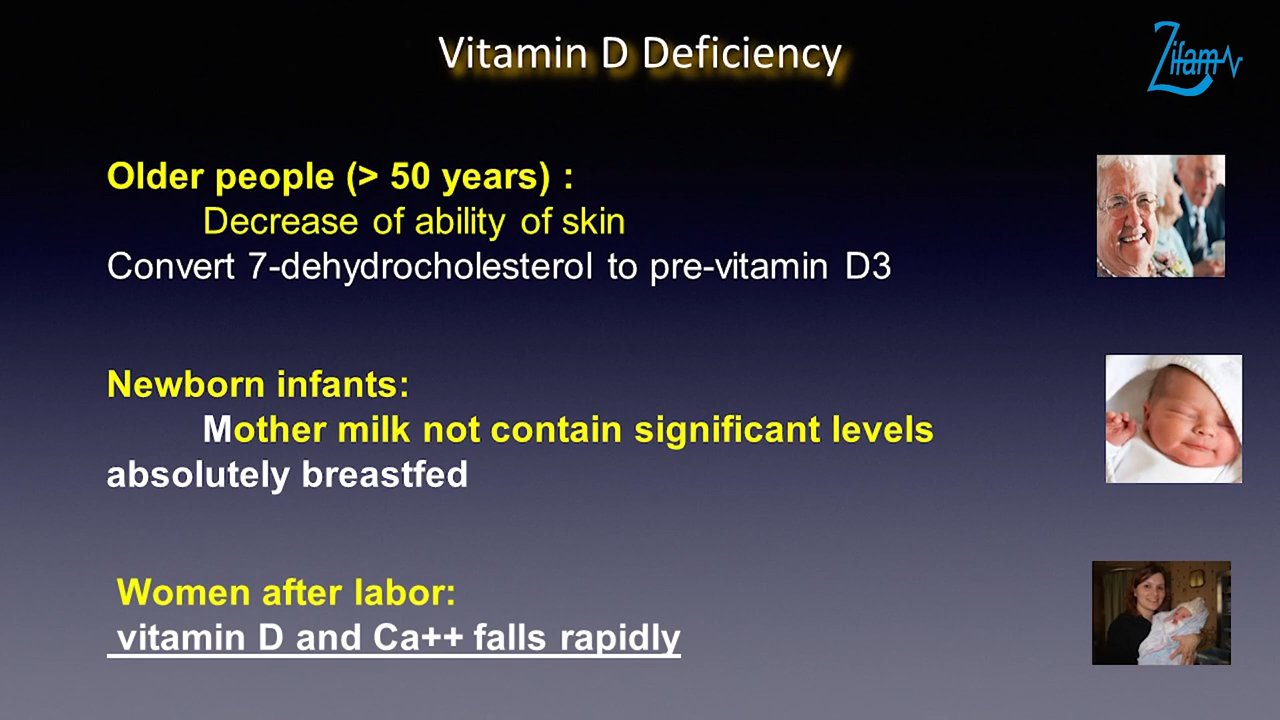 Vitamin D Deficiency
Zifam
Older people (> 50 years) :
Decrease of ability of skin
Convert 7-dehydrocholesterol to pre-vitamin D3
Newborn infants:
Mother milk not contain significant levels
absolutely breastfed
Women after labor:
vitamin D and Ca++ falls rapidly